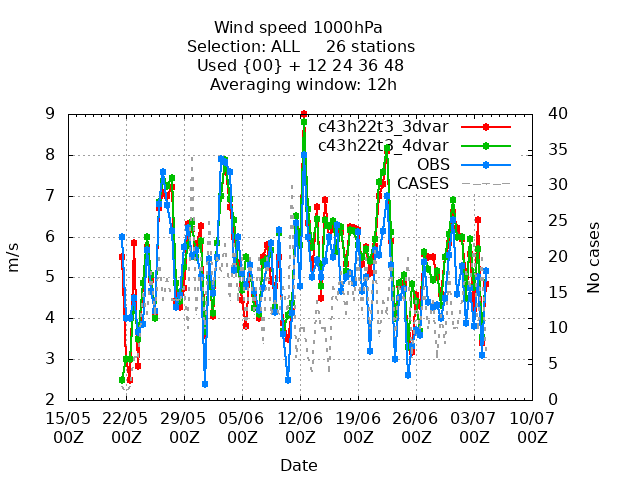 Wind speed 1000hPa
Selection: ALL     26 stations
Used {00} + 12 24 36 48
Averaging window: 12h
c43h22t3_3dvar
c43h22t3_4dvar
OBS
CASES
9
8
7
6
5
4
3
2
m/s
40
35
30
25
20
15
10
5
0
No cases
15/05 22/05 29/05 05/06 12/06 19/06 26/06 03/07 10/07
00Z 00Z 00Z 00Z 00Z 00Z 00Z 00Z 00Z
Date